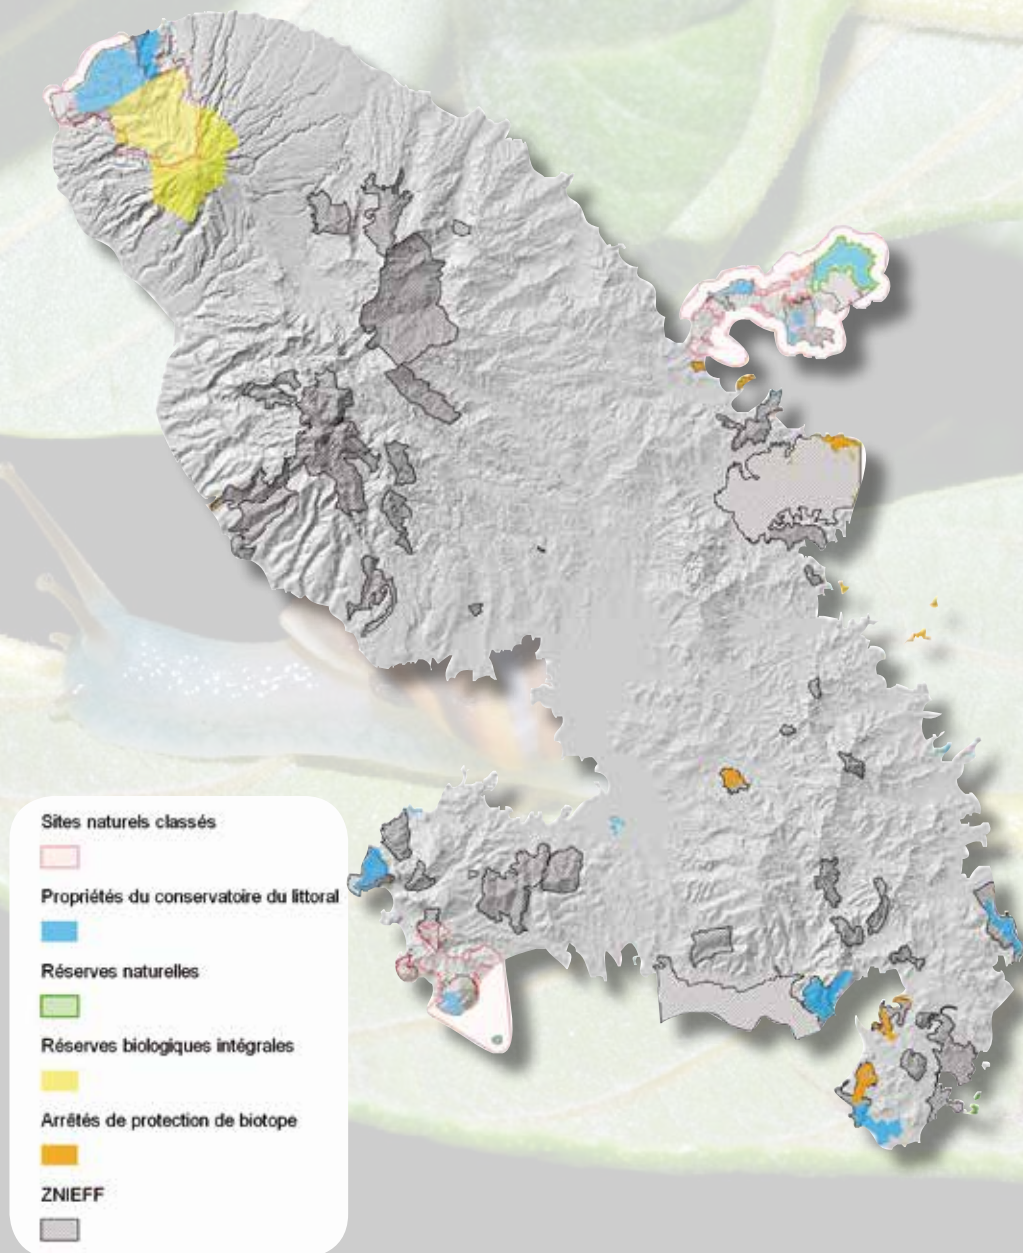 Sites naturels classés
Propriétés du conservatoire du littoral
Réserves naturelles
Réserves biologiques intégrales
Arrêtés de protection de biotope
ZNIEFF